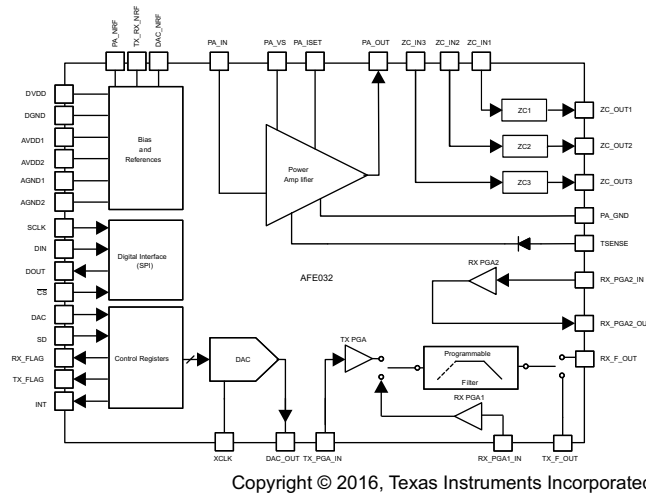 PA_NRF
TX_RX_NRF
DAC_NRF
PA_IN
PA_VS
PA_ISET
PA_OUT
ZC_IN3
ZC_IN2
ZC_IN1
DVDD
DGND
AVDD1
AVDD2
AGND1
AGND2
SCLK
DIN
DOUT
CS
DAC
SD
RX_FLAG
TX_FLAG
INT
Bias
and
References
Digital Interface
(SPI)
Control Registers
DAC
Power
Amp lifier
AFE032
ZC1
ZC2
ZC3
RX PGA2
TX PGA
Programmable
Filter
RX PGA1
ZC_OUT1
ZC_OUT2
ZC_OUT3
PA_GND
TSENSE
RX_PGA2_IN
RX_PGA2_OU
RX_F_OUT
XCLK
DAC_OUT
TX_PGA_IN
RX_PGA1_IN
TX_F_OUT
Copyright © 2016, Texas Instruments Incorporated